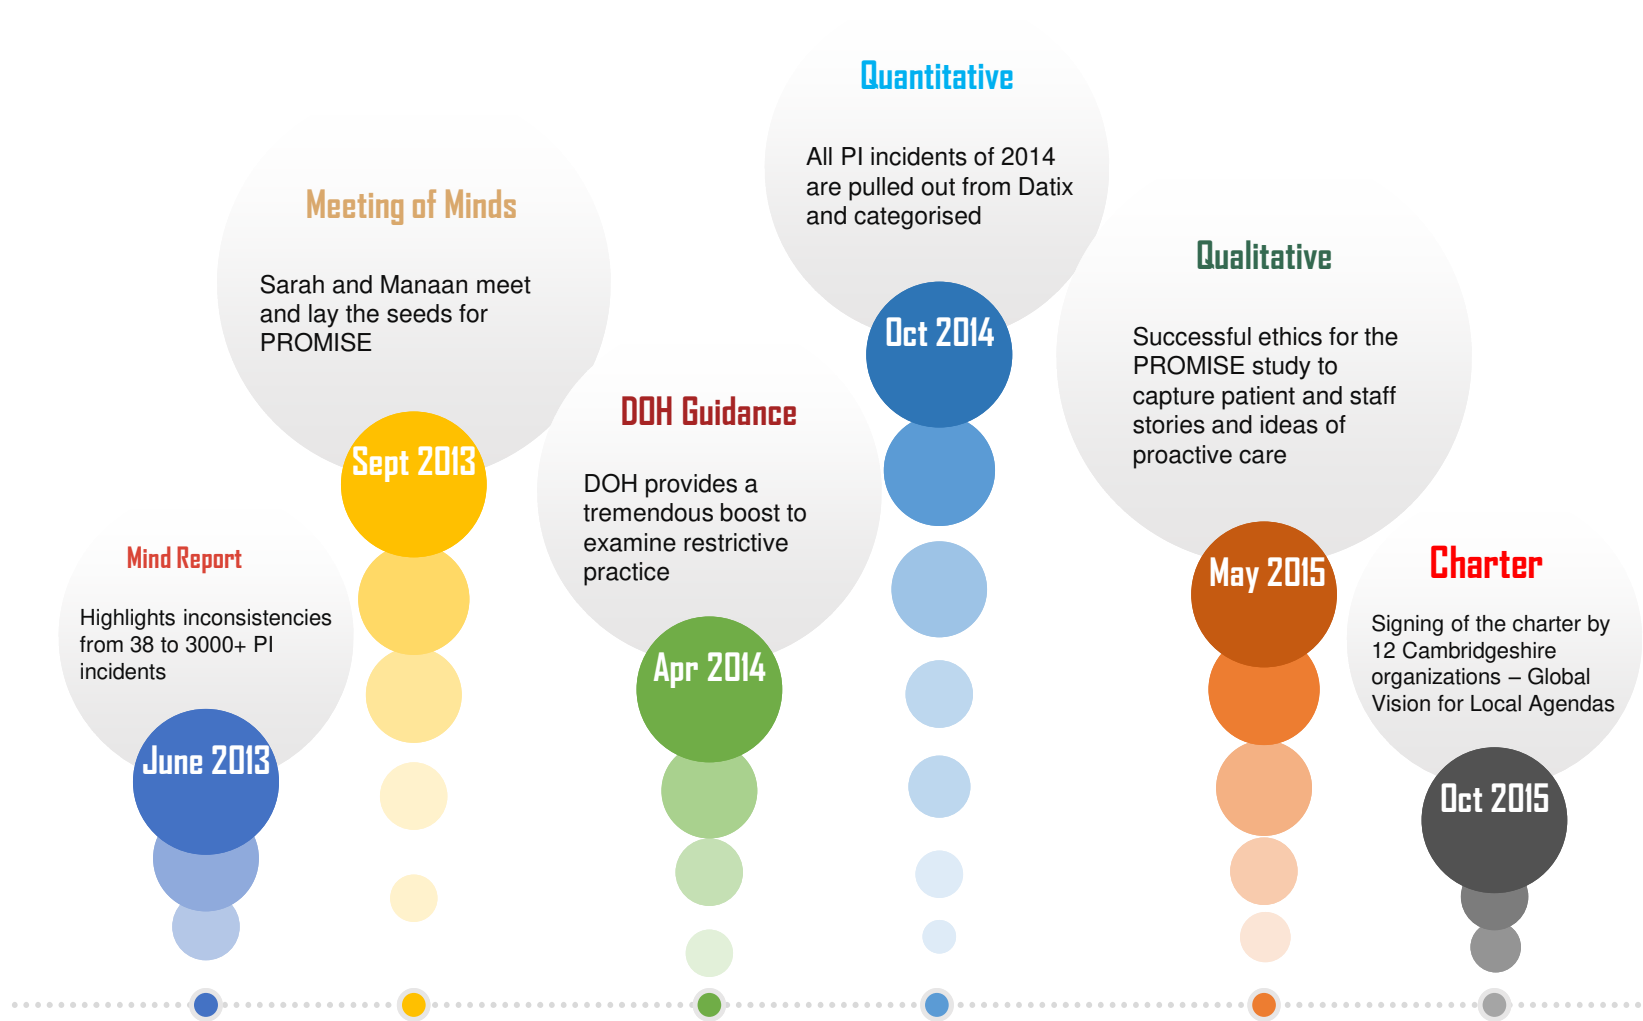 Mind Report
Highlights inconsistencies
from 38 to 3000+ PI
incidents
June 2013
Meeting of Minds
Sarah and Manaan meet
and lay the seeds for
PROMISE
Sept 2013
DOH Guidance
DOH provides a
tremendous boost to
examine restrictive
practice
Apr 2014
Quantitative
All PI incidents of 2014
are pulled out from Datix
and categorised
Oct 2014
Qualitative
Successful ethics for the
PROMISE study to
capture patient and staff
stories and ideas of
proactive care
May 2015
Charter
Signing of the charter by
12 Cambridgeshire
organizations – Global
Vision for Local Agendas
Oct 2015